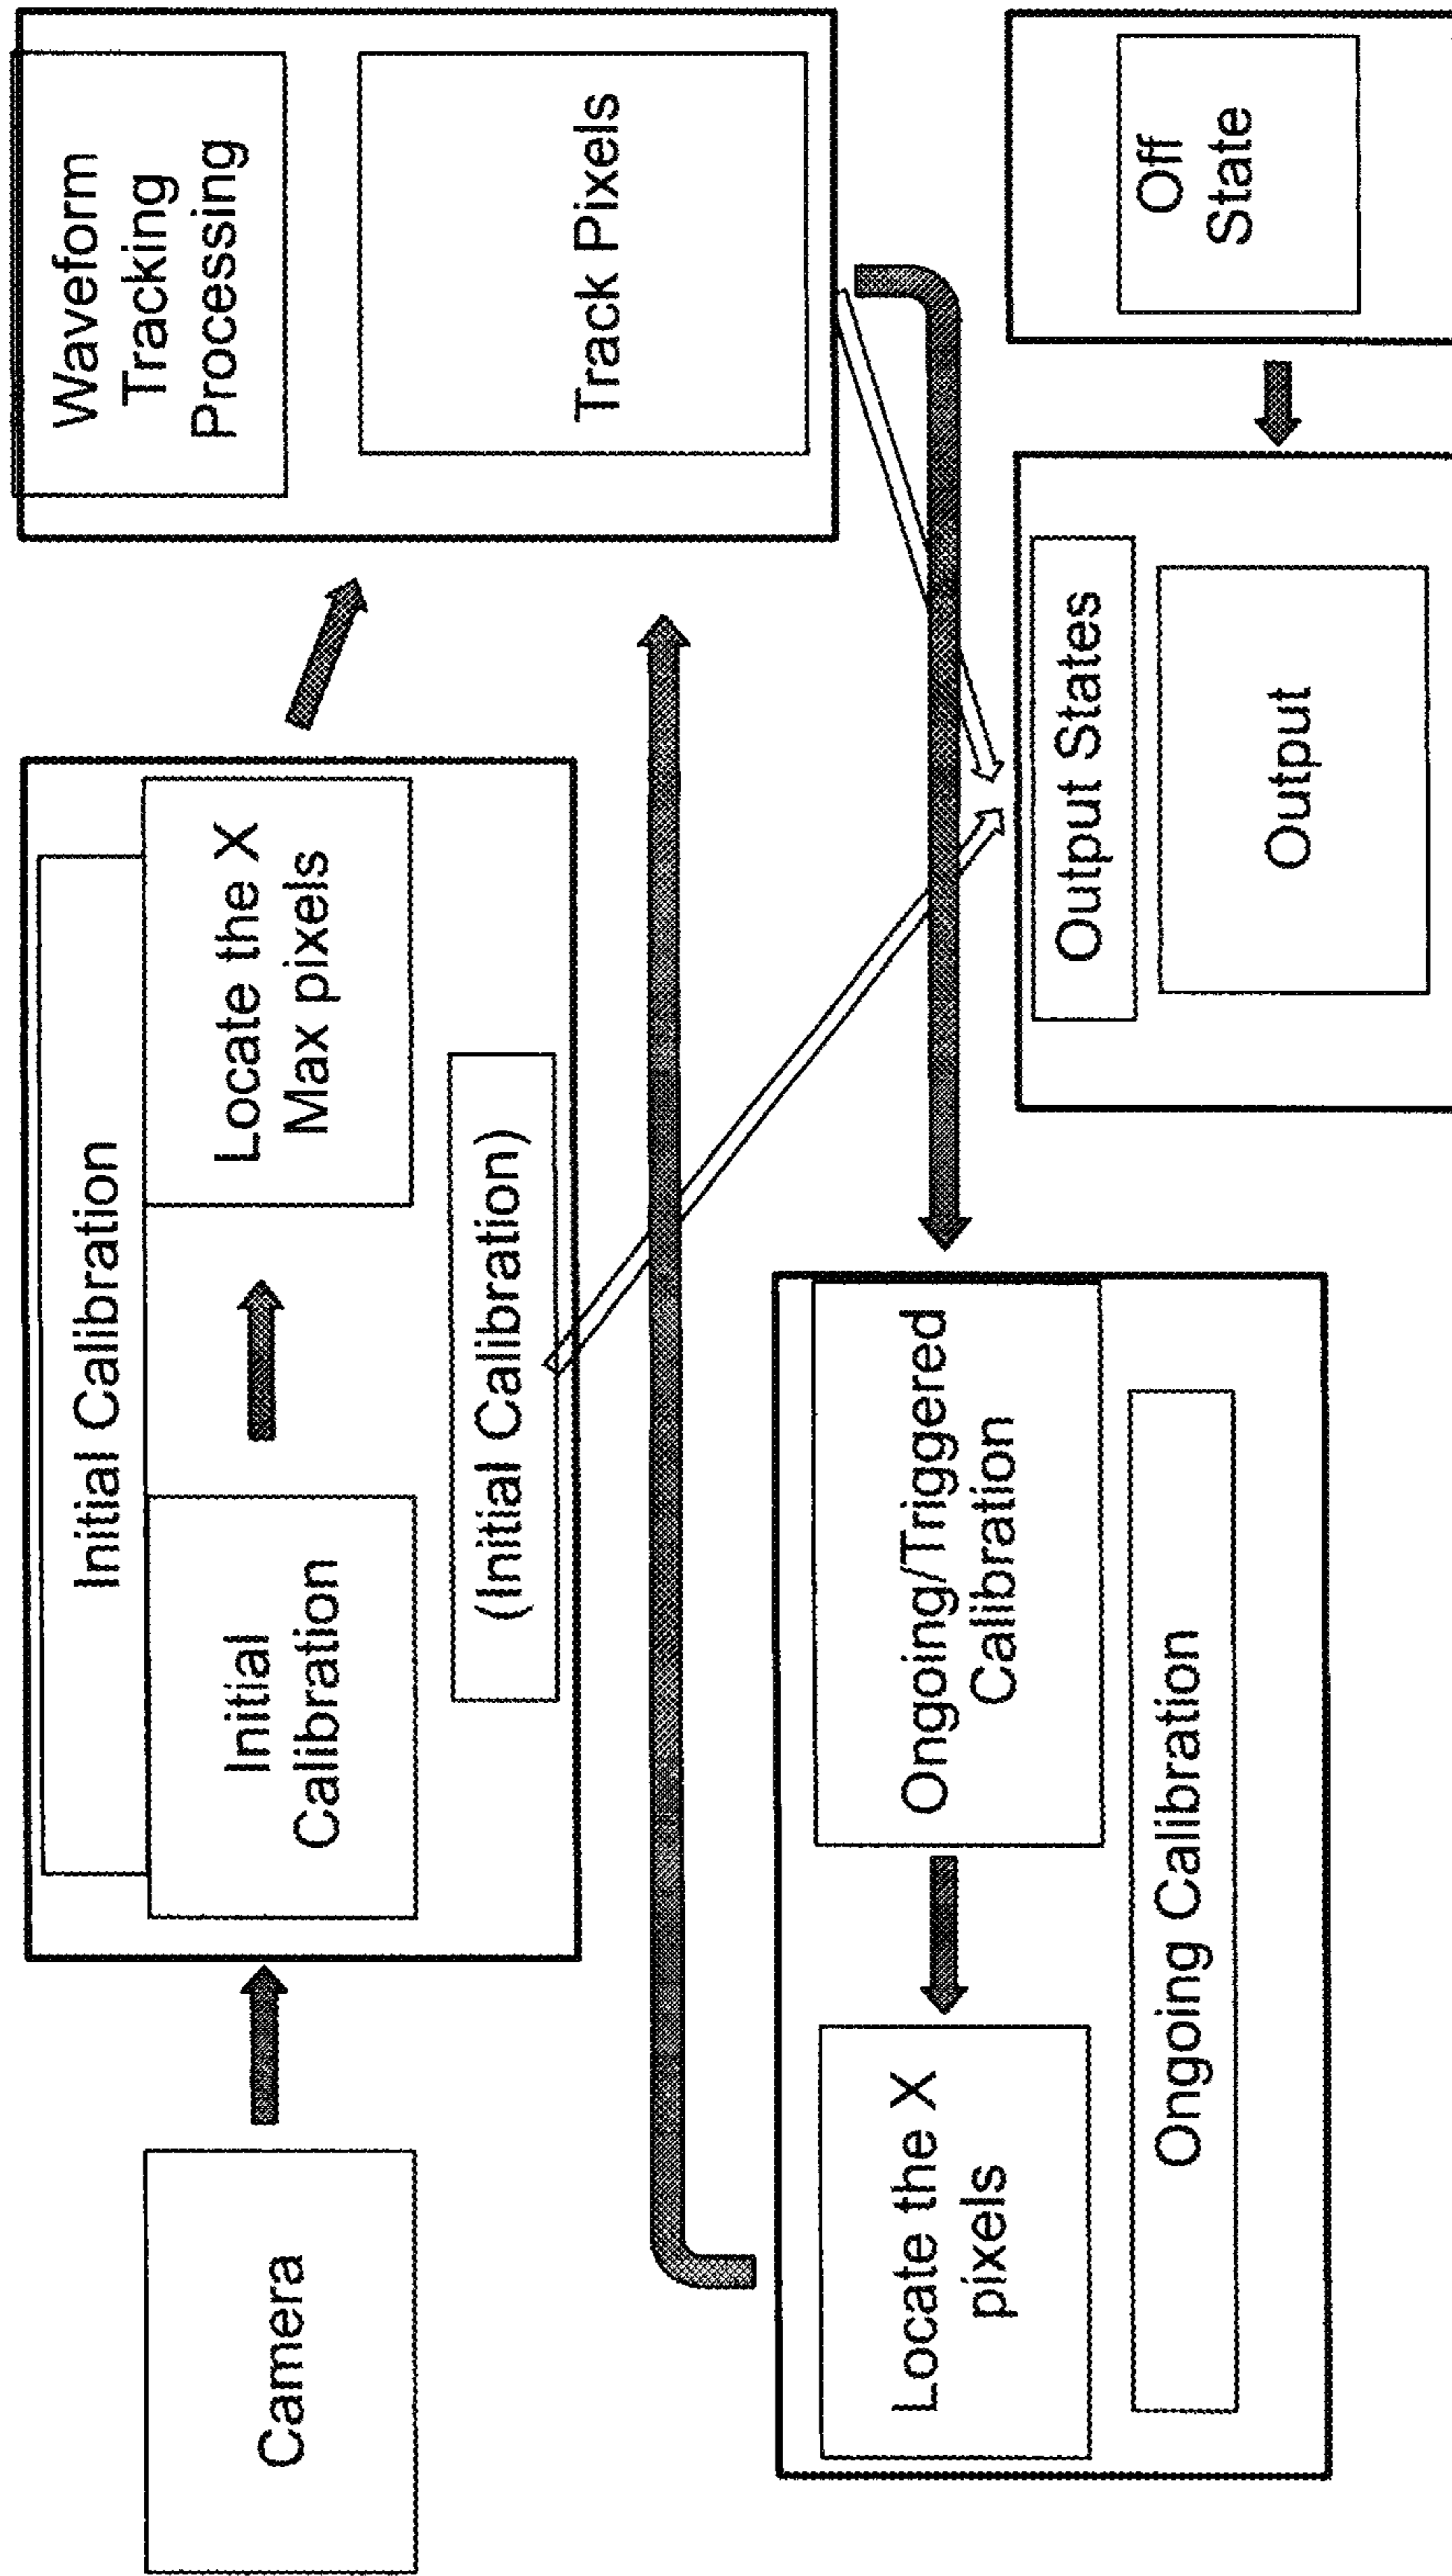 Camera
Initial Calibration
Initial
Calibration
Locate the X
Max pixels
(Initial Calibration)
Waveform
Tracking
Processing
Track Pixels
Locate the X
pixels
Ongoing/Triggered
Calibration
Ongoing Calibration
Output States
Output
Off
State